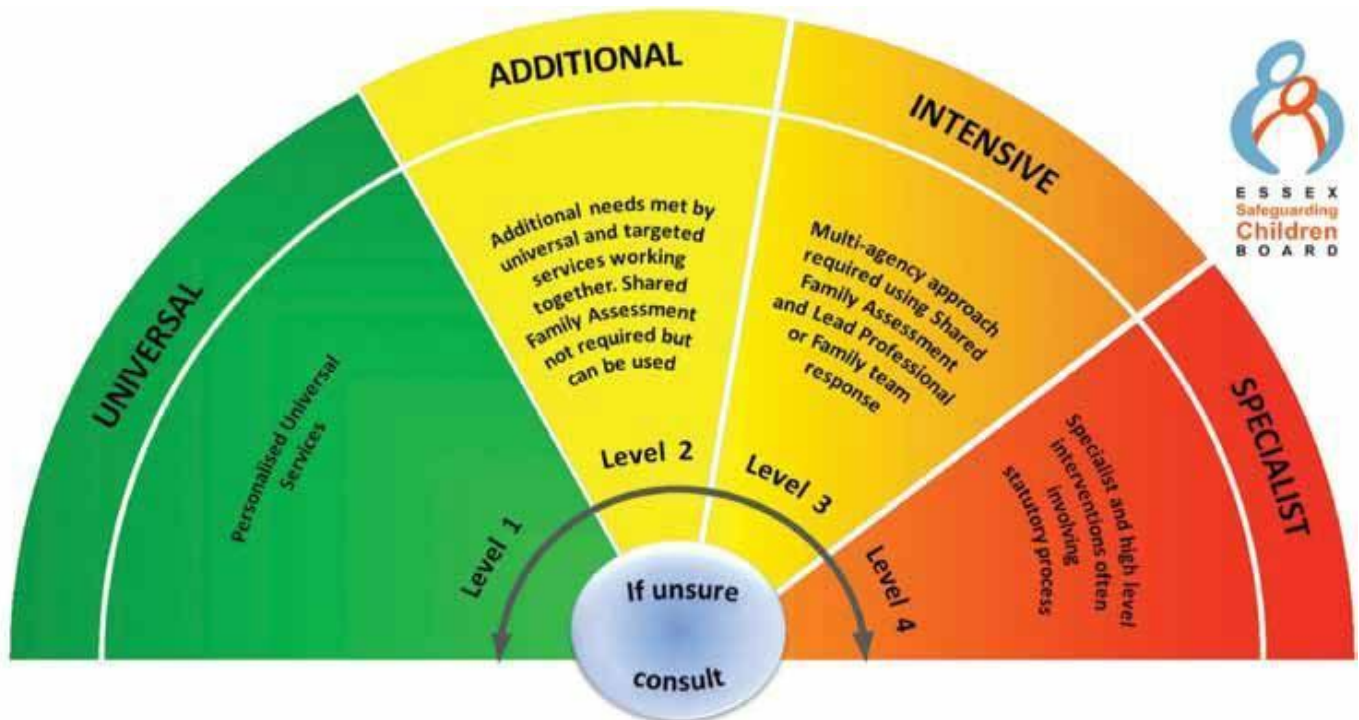 UNIVERSAL
Personalised Universal
Services
Level 1
ADDITIONAL
Additional needs met by
universal and targeted
services working
together. Shared
Family Assessment
not required but
can be used
Level 2
INTENSIVE
Multi-agency approach
required using Shared
Family Assessment
and Lead Professional
or Family team
response
Level 3
SPECIALIST
Specialist and high level
interventions often
involving
statutory process
Level 4
If unsure
consult
ESSEX
Safeguarding
Children
BOARD